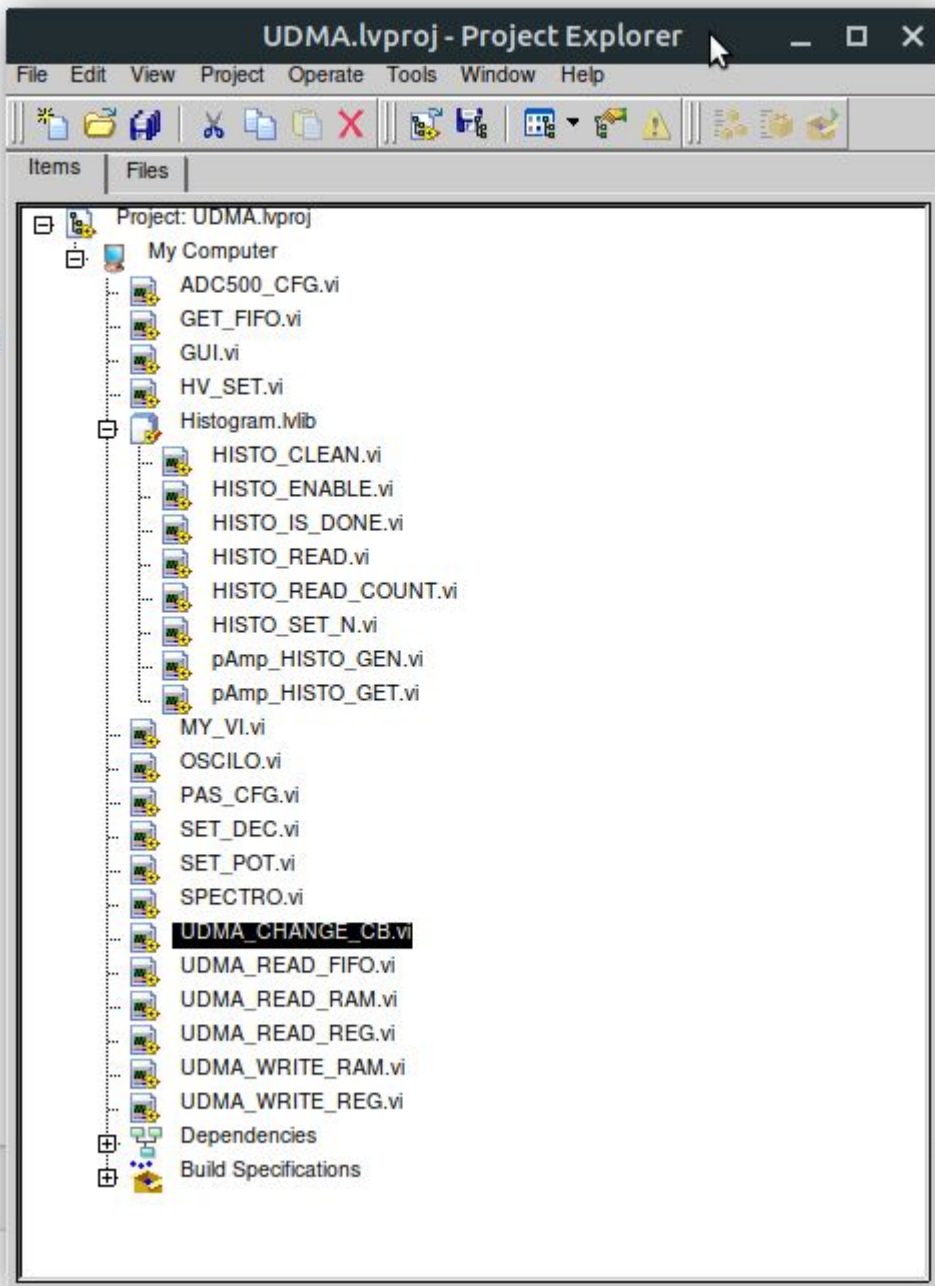 UDMA.lvproj - Project Explorer
File Edit View Project Operate Tools Window Help
Items Files
Project: UDMA.lvproj
My Computer
ADC500_CFG.vi
GET_FIFO.vi
GUI.vi
HV_SET.vi
Histogram.lvlib
HISTO_CLEAN.vi
HISTO_ENABLE.vi
HISTO_IS_DONE.vi
HISTO_READ.vi
HISTO_READ_COUNT.vi
HISTO_SET_N.vi
pAmp_HISTO_GEN.vi
pAmp_HISTO_GET.vi
MY_VI.vi
OSCILO.vi
PAS_CFG.vi
SET_DEC.vi
SET_POT.vi
SPECTRO.vi
UDMA_CHANGE_CB.vi
UDMA_READ_FIFO.vi
UDMA_READ_RAM.vi
UDMA_READ_REG.vi
UDMA_WRITE_RAM.vi
UDMA_WRITE_REG.vi
Dependencies
Build Specifications